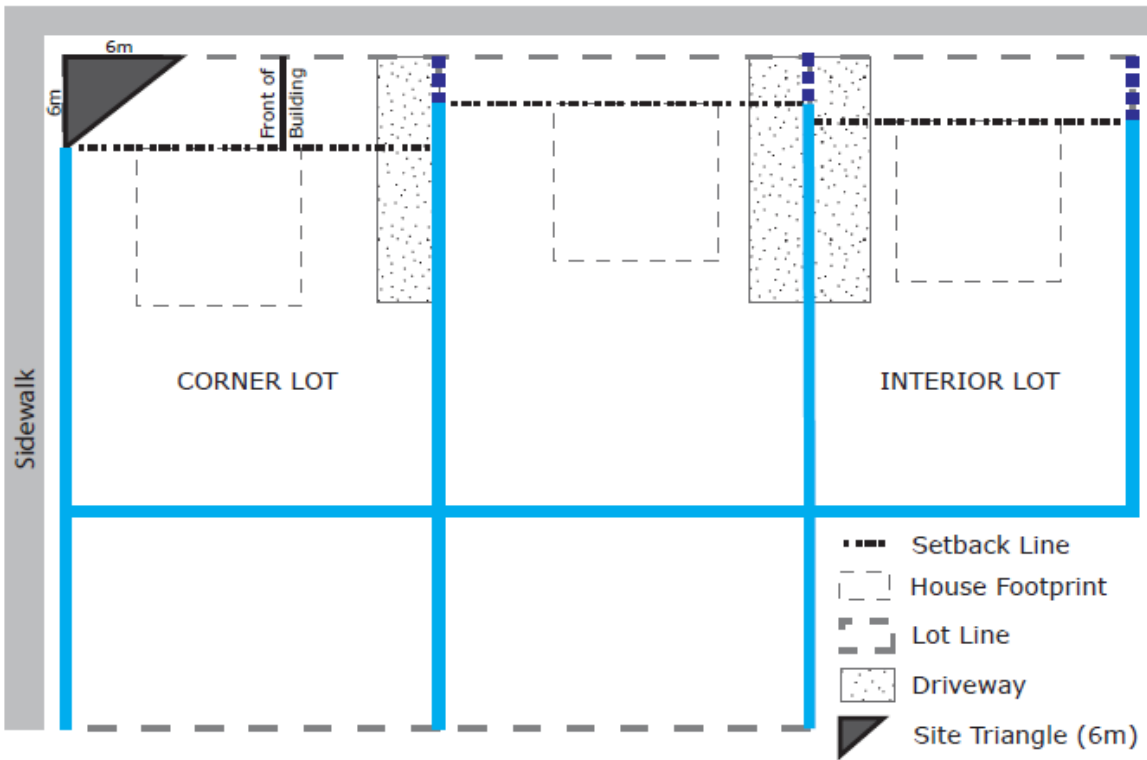 6m
6m
Front of
Building
CORNER LOT
INTERIOR LOT
Sidewalk
Setback Line
House Footprint
Lot Line
Driveway
Site Triangle (6m)